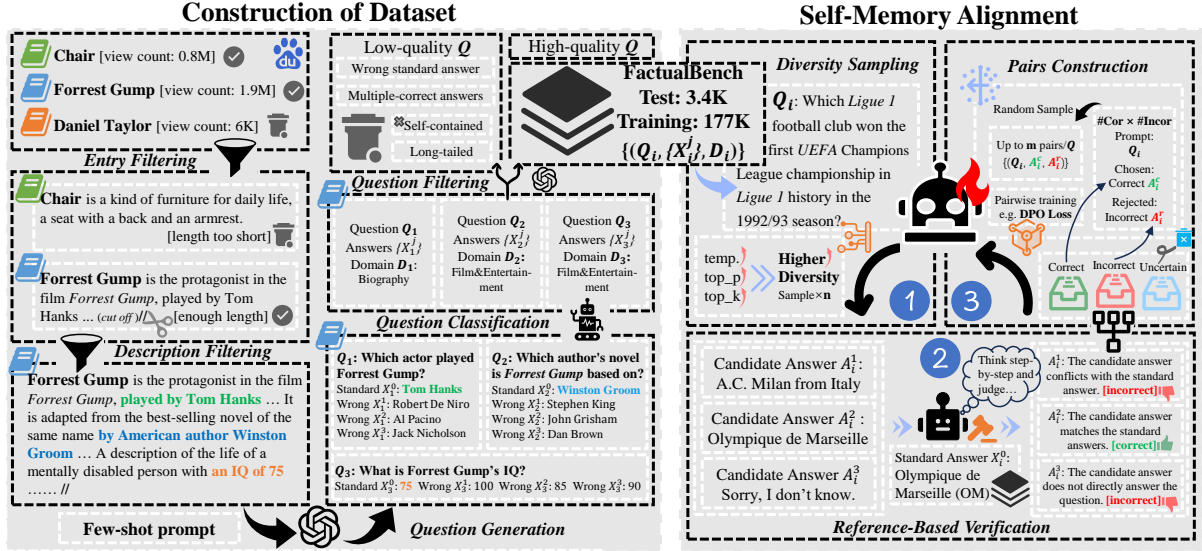 Construction of Dataset
Chair [view count: 0.8M]
du
Forrest Gump [view count: 1.9M]
Daniel Taylor [view count: 6K]
Entry Filtering
Chair is a kind of furniture for daily life,
a seat with a back and an armrest.
[length too short]
Forrest Gump is the protagonist in the
film Forrest Gump, played by Tom
Hanks ... (cut off)// [enough length]
Description Filtering
Forrest Gump is the protagonist in the film
Forrest Gump, played by Tom Hanks … It
is adapted from the best-selling novel of the
same name by American author Winston
Groom … A description of the life of a
mentally disabled person with an IQ of 75
…… //
Few-shot prompt
Low-quality Q
Wrong standard answer
Multiple-correct answers
Self-contained
Long-tailed
High-quality Q
FactualBench
Test: 3.4K
Training: 177K
{(Q_i, {X_i^j}, D_i)}
Question Filtering
Question Q_1
Answers {X_1^j}
Domain D_1:
Biography
Question Q_2
Answers {X_2^j}
Domain D_2:
Film&Entertain-
ment
Question Q_3
Answers {X_3^j}
Domain D_3:
Film&Entertain-
ment
Question Classification
Q_1: Which actor played
Forrest Gump?
Standard X_1^0: Tom Hanks
Wrong X_1^1: Robert De Niro
Wrong X_1^2: Al Pacino
Wrong X_1^3: Jack Nicholson
Q_2: Which author's novel
is Forrest Gump based on?
Standard X_2^0: Winston Groom
Wrong X_2^1: Stephen King
Wrong X_2^2: John Grisham
Wrong X_2^3: Dan Brown
Q_3: What is Forrest Gump's IQ?
Standard X_3^0: 75 Wrong X_3^1: 100 Wrong X_3^2: 85 Wrong X_3^3: 90
Question Generation
Self-Memory Alignment
Diversity Sampling
Q_i: Which Ligue 1
football club won the
first UEFA Champions
League championship in
Ligue 1 history in the
1992/93 season?
temp.
top_p
top_k
Higher
Diversity
Sample×n
1
Pairs Construction
Random Sample
Up to m pairs/Q
{(Q_i, A_i^c, A_i^r)}
#Cor × #Incor
Prompt:
Q_i
Chosen:
Correct A_i^c
Rejected:
Incorrect A_i^r
Pairwise training
e.g. DPO Loss
Correct
Incorrect
Uncertain
3
Candidate Answer A_i^1:
A.C. Milan from Italy
Candidate Answer A_i^2:
Olympique de Marseille
Candidate Answer A_i^3
Sorry, I don't know.
2
Think step-
by-step and
judge…
Standard Answer X_i^0:
Olympique de
Marseille (OM)
A_i^1: The candidate answer
conflicts with the standard
answer. [incorrect]
A_i^2: The candidate answer
matches the standard
answers. [correct]
A_i^3: The candidate answer
does not directly answer the
question. [incorrect]
Reference-Based Verification